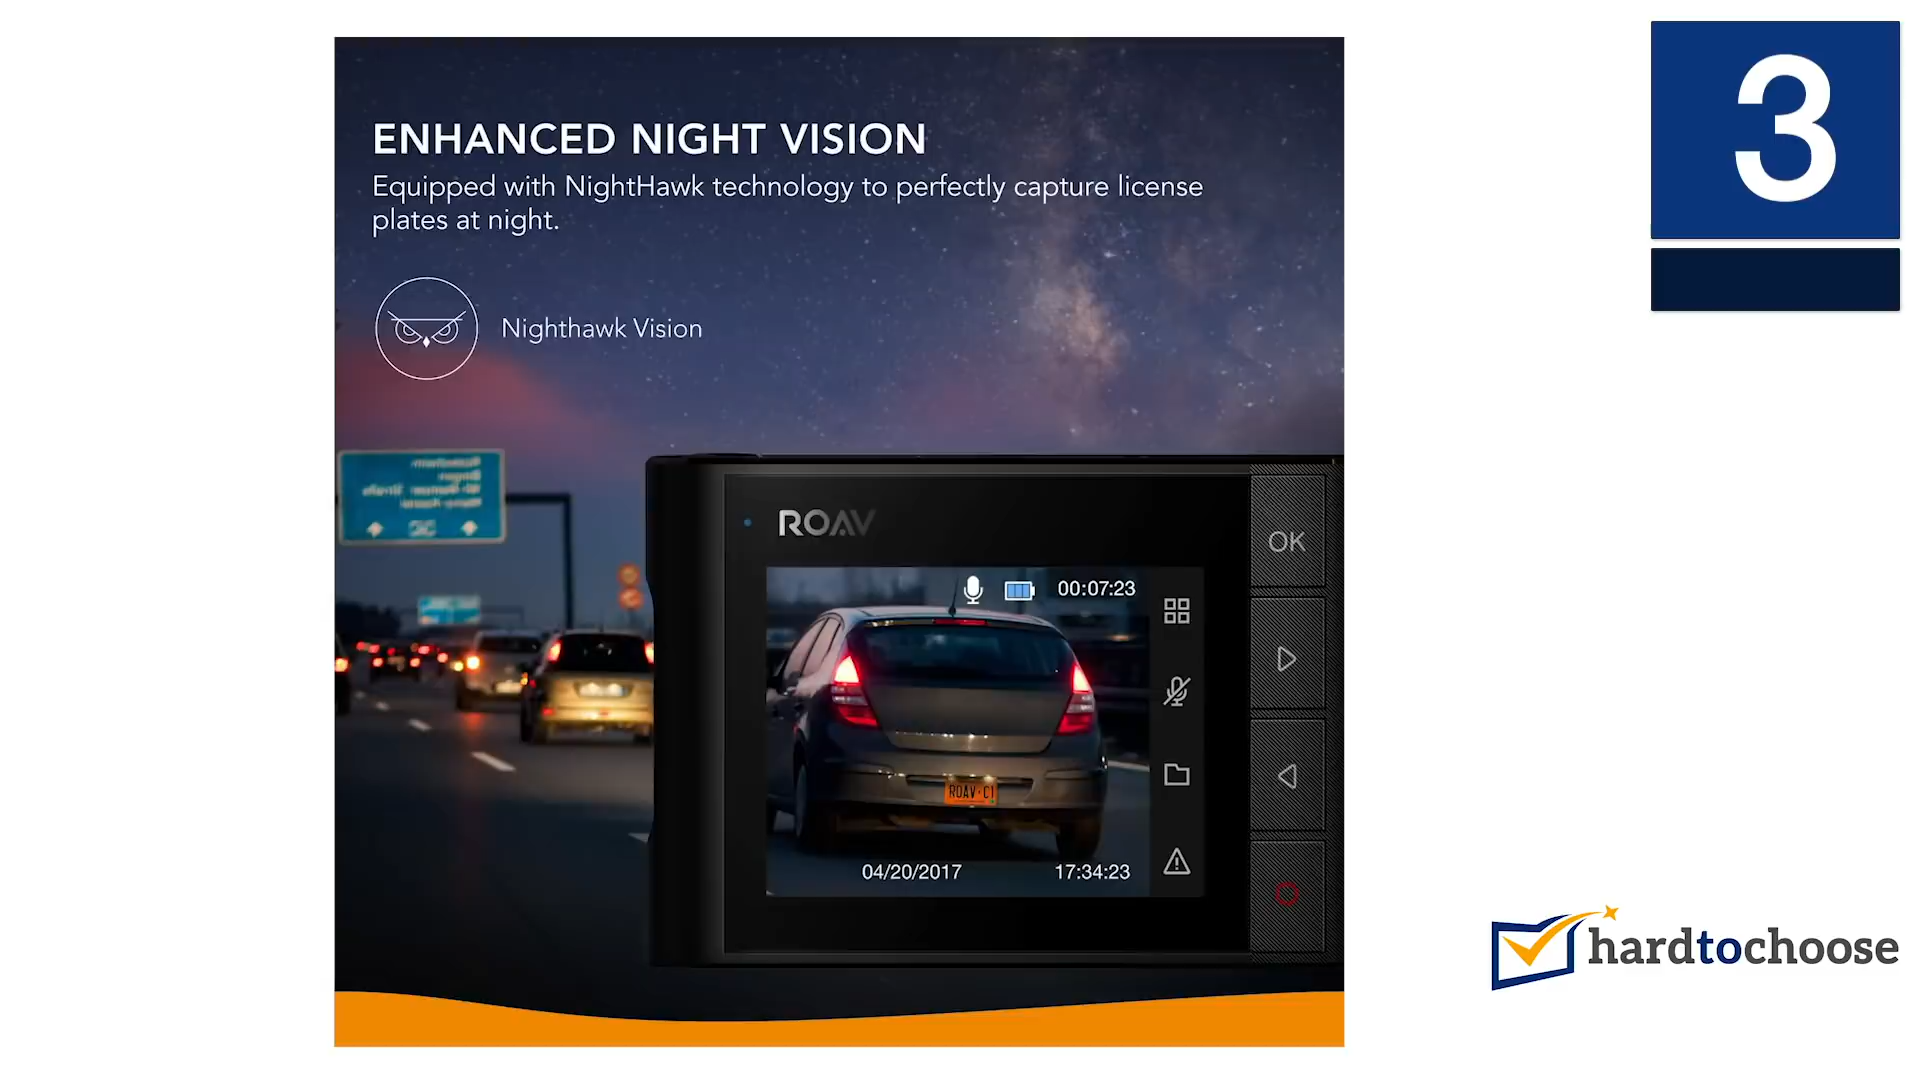 3
ENHANCED NIGHT VISION
Equipped with NightHawk technology to perfectly capture license
plates at night.
Nighthawk Vision
ROAV
OK
00:07:23
ROAV·C1
04/20/2017
17:34:23
hardtochoose